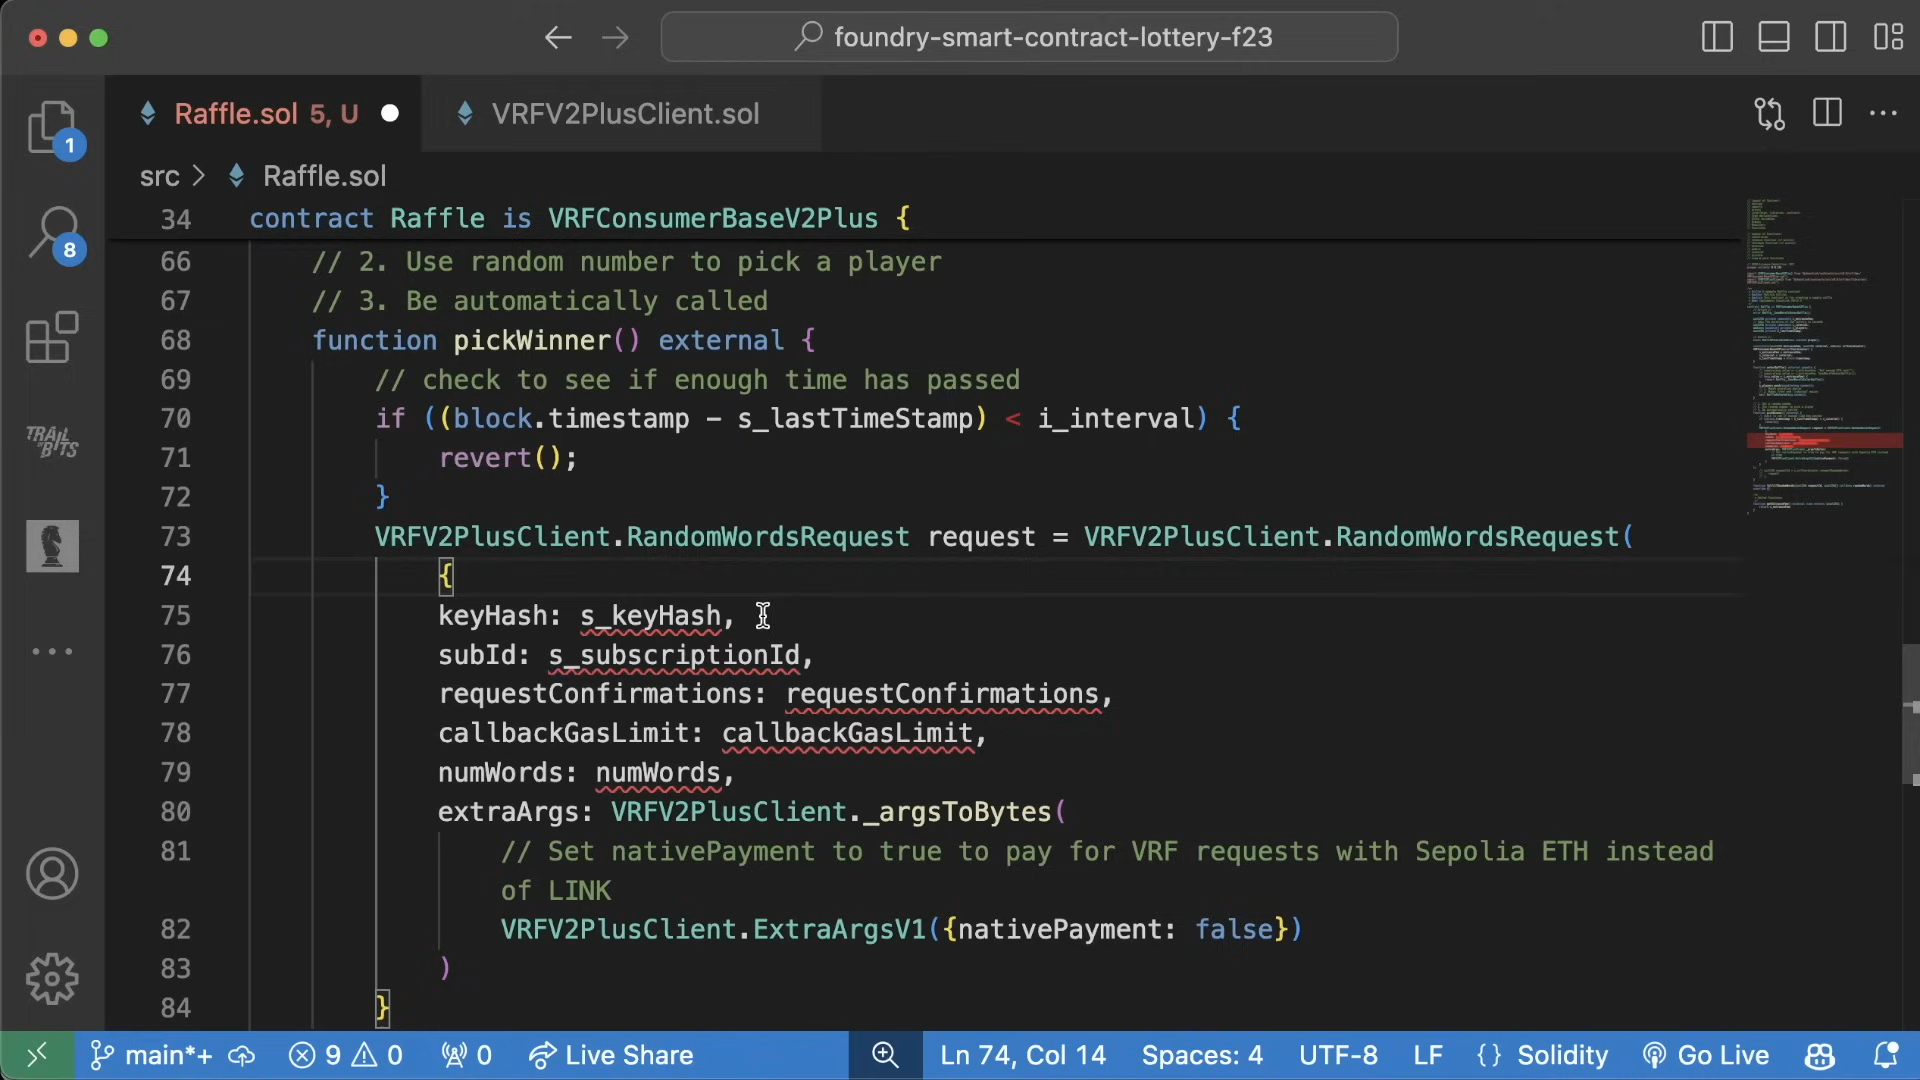 foundry-smart-contract-lottery-f23
Raffle.sol 5, U
VRFV2PlusClient.sol
1
src > Raffle.sol
34 contract Raffle is VRFConsumerBaseV2Plus {
8
66 // 2. Use random number to pick a player
67 // 3. Be automatically called
68 function pickWinner() external {
69 // check to see if enough time has passed
70 if ((block.timestamp - s_lastTimeStamp) < i_interval) {
TRAIL OF BITS
71 revert();
72 }
73 VRFV2PlusClient.RandomWordsRequest request = VRFV2PlusClient.RandomWordsRequest(
74 {
75 keyHash: s_keyHash,
76 subId: s_subscriptionId,
77 requestConfirmations: requestConfirmations,
78 callbackGasLimit: callbackGasLimit,
79 numWords: numWords,
80 extraArgs: VRFV2PlusClient._argsToBytes(
81 // Set nativePayment to true to pay for VRF requests with Sepolia ETH instead
of LINK
82 VRFV2PlusClient.ExtraArgsV1({nativePayment: false})
83 )
84 }
main*+ 9 0 0 Live Share Ln 74, Col 14 Spaces: 4 UTF-8 LF {} Solidity Go Live